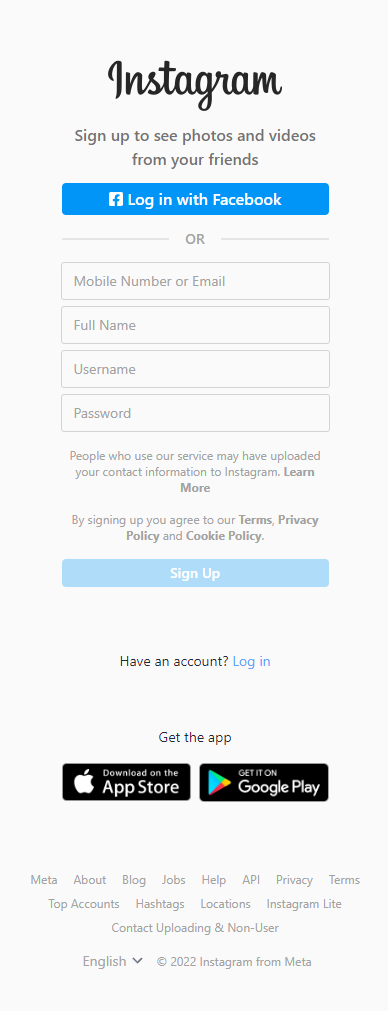 Instagram
Sign up to see photos and videos
from your friends
Log in with Facebook
OR
Mobile Number or Email
Full Name
Username
Password
People who use our service may have uploaded
your contact information to Instagram. Learn
More
By signing up you agree to our Terms, Privacy
Policy and Cookie Policy.
Sign Up
Have an account? Log in
Get the app
Download on the
App Store
GET IT ON
Google Play
Meta About Blog Jobs Help API Privacy Terms
Top Accounts Hashtags Locations Instagram Lite
Contact Uploading & Non-User
English © 2022 Instagram from Meta